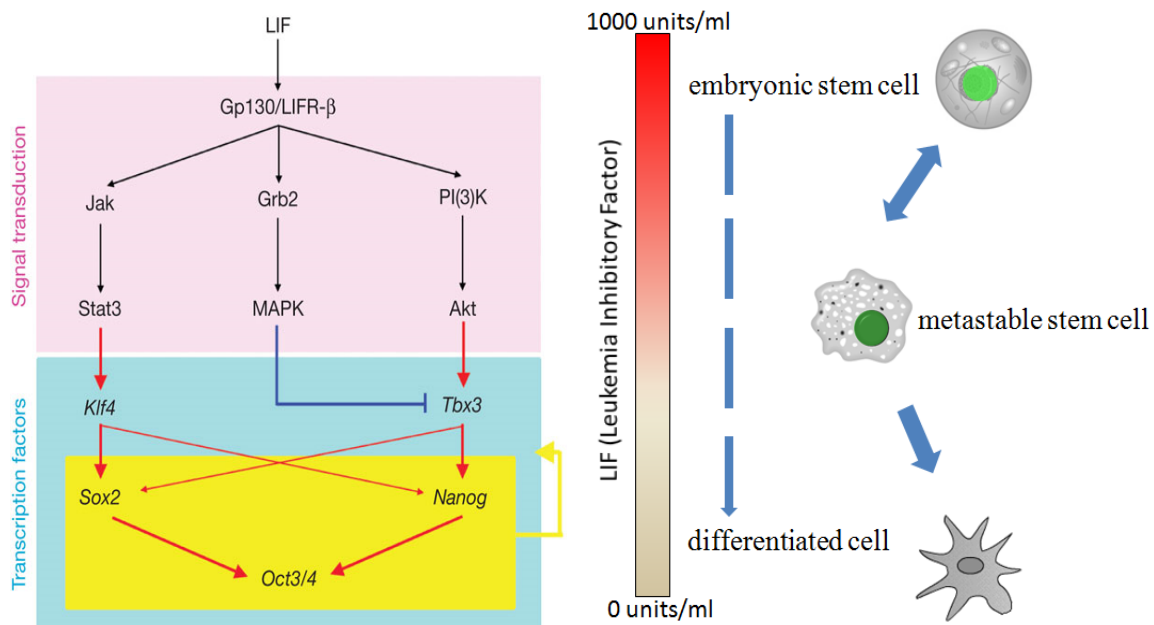 LIF
Gp130/LIFR-β
Jak
Grb2
PI(3)K
Stat3
MAPK
Akt
Signal transduction
Klf4
Tbx3
Sox2
Nanog
Oct3/4
Transcription factors
1000 units/ml
LIF (Leukemia Inhibitory Factor)
0 units/ml
embryonic stem cell
metastable stem cell
differentiated cell